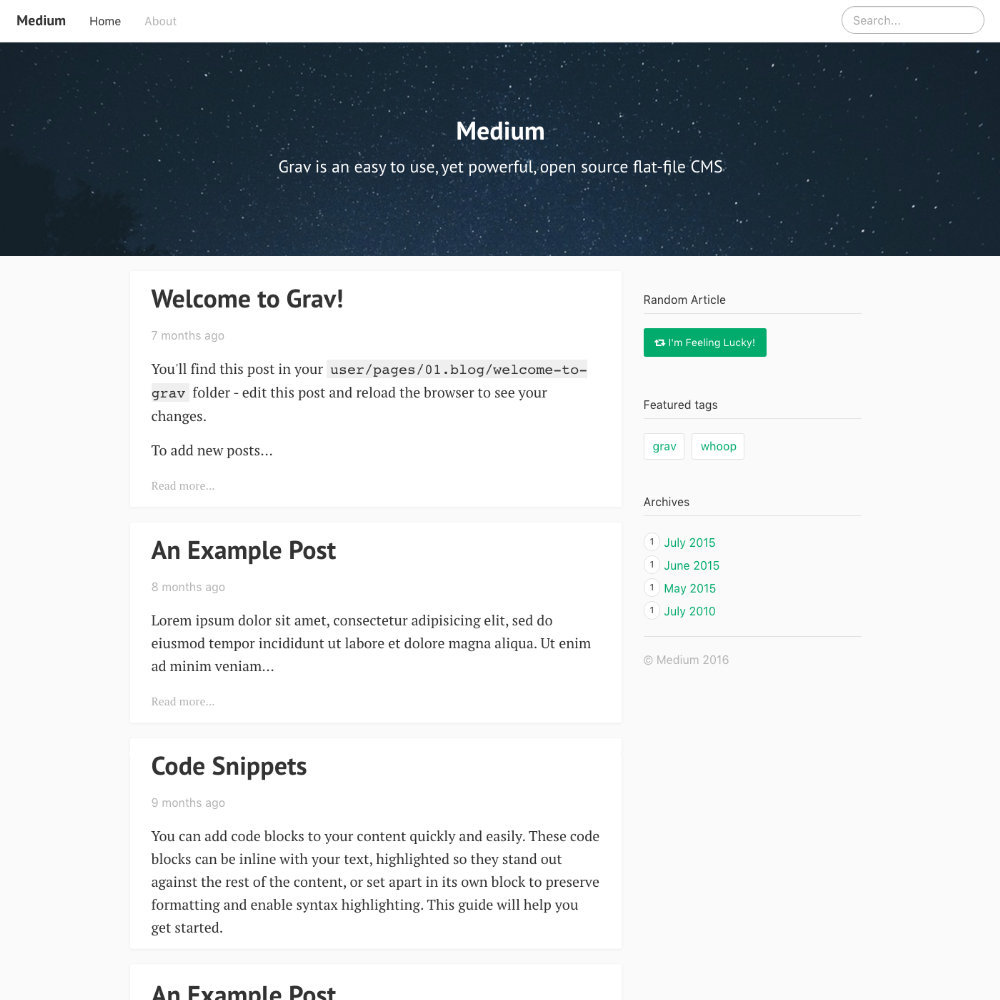 Medium Home About Search...
Medium
Grav is an easy to use, yet powerful, open source flat-file CMS
Welcome to Grav!
7 months ago
You'll find this post in your user/pages/01.blog/welcome-to-
grav folder - edit this post and reload the browser to see your
changes.
To add new posts…
Read more...
An Example Post
8 months ago
Lorem ipsum dolor sit amet, consectetur adipisicing elit, sed do
eiusmod tempor incididunt ut labore et dolore magna aliqua. Ut enim
ad minim veniam…
Read more...
Code Snippets
9 months ago
You can add code blocks to your content quickly and easily. These code
blocks can be inline with your text, highlighted so they stand out
against the rest of the content, or set apart in its own block to preserve
formatting and enable syntax highlighting. This guide will help you
get started.
An Example Post
Random Article
I'm Feeling Lucky!
Featured tags
grav whoop
Archives
1 July 2015
1 June 2015
1 May 2015
1 July 2010
© Medium 2016